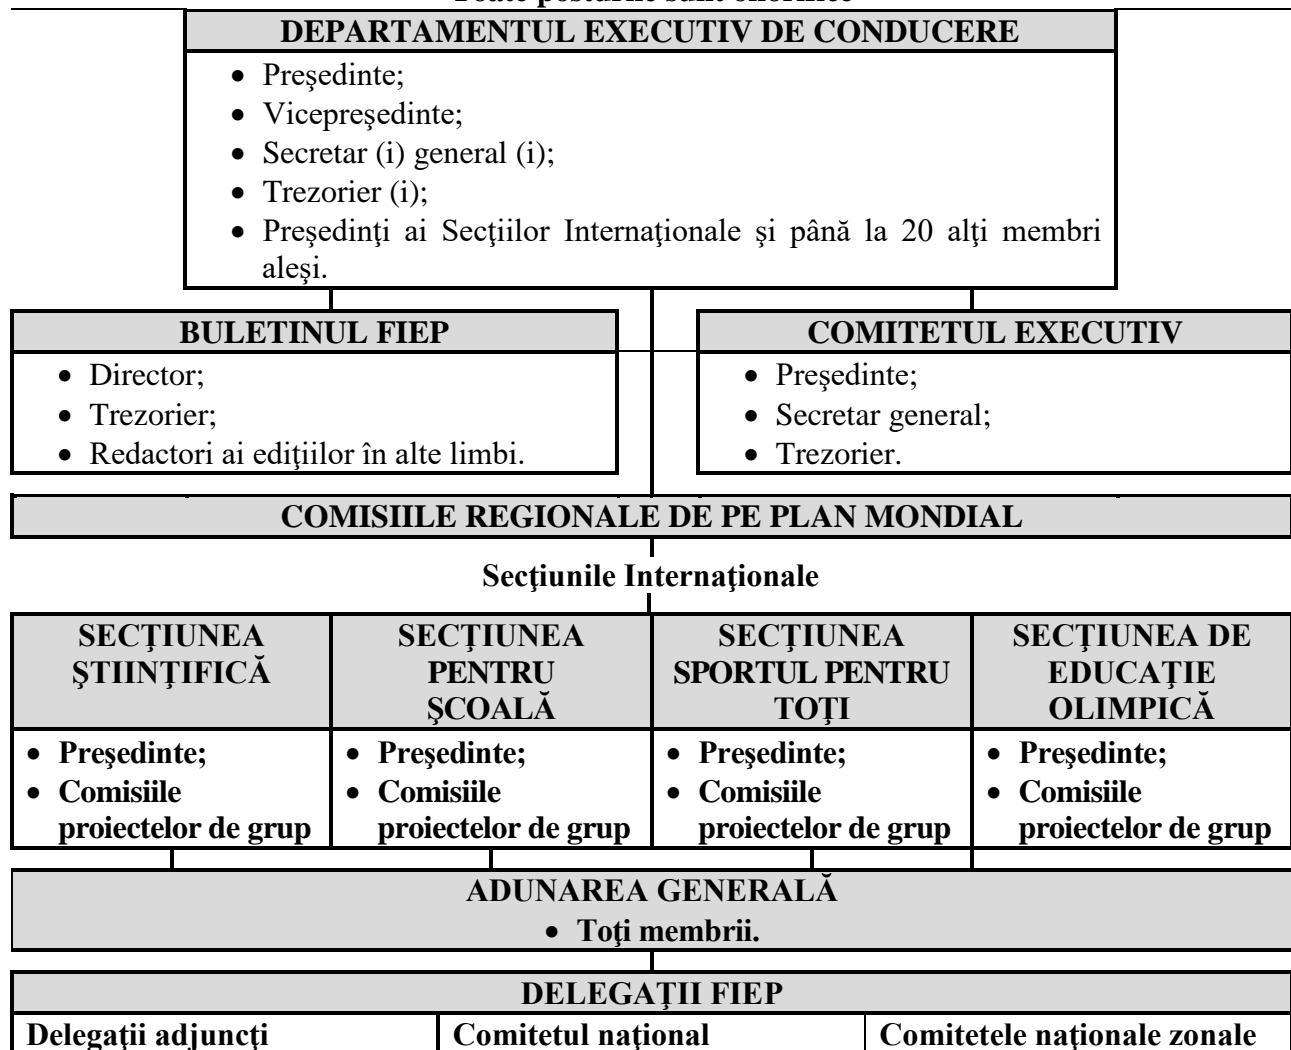 Toate posturile sunt onorifice
DEPARTAMENTUL EXECUTIV DE CONDUCERE
• Preşedinte;
• Vicepreşedinte;
• Secretar (i) general (i);
• Trezorier (i);
• Preşedinţi ai Secţiilor Internaţionale şi până la 20 alţi membri
aleşi.
BULETINUL FIEP
• Director;
• Trezorier;
• Redactori ai ediţiilor în alte limbi.
COMITETUL EXECUTIV
• Preşedinte;
• Secretar general;
• Trezorier.
COMISIILE REGIONALE DE PE PLAN MONDIAL
Secţiunile Internaţionale
SECŢIUNEA
ŞTIINŢIFICĂ
SECŢIUNEA
PENTRU
ŞCOALĂ
SECŢIUNEA
SPORTUL PENTRU
TOŢI
SECŢIUNEA DE
EDUCAŢIE
OLIMPICĂ
• Preşedinte;
• Comisiile
proiectelor de grup
• Preşedinte;
• Comisiile
proiectelor de grup
• Preşedinte;
• Comisiile
proiectelor de grup
• Preşedinte;
• Comisiile
proiectelor de grup
ADUNAREA GENERALĂ
• Toţi membrii.
DELEGAŢII FIEP
Delegaţii adjuncţi
Comitetul naţional
Comitetele naţionale zonale